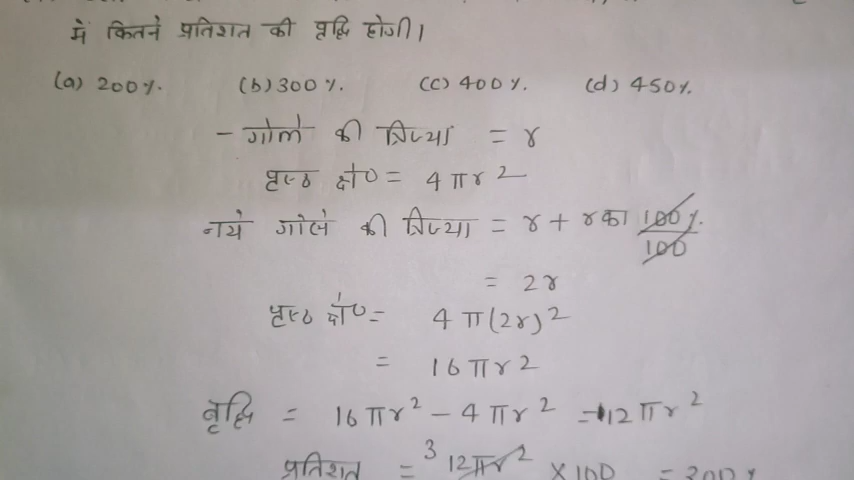 में कितने प्रतिशत की वृद्धि होगी।
(a) 200%. (b) 300%. (c) 400%. (d) 450%.
- गोले की त्रिज्या = r
पृष्ठ क्षे० = 4πr²
नये गोले की त्रिज्या = r + r का 100%/100
= 2r
पृष्ठ क्षे० = 4π(2r)²
= 16πr²
वृद्धि = 16πr² − 4πr² = 12πr²
प्रतिशत = 3 12πr² × 100 = 300%